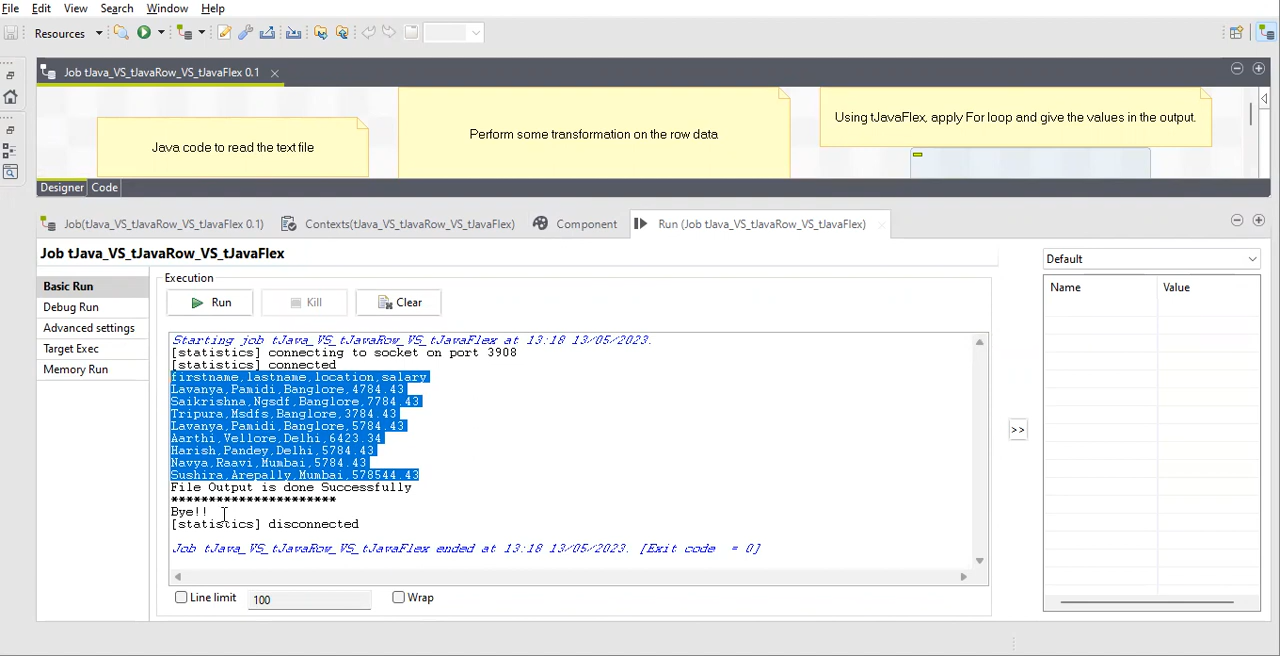 File Edit View Search Window Help
Resources
Job tJava_VS_tJavaRow_VS_tJavaFlex 0.1
Java code to read the text file
Perform some transformation on the row data
Using tJavaFlex, apply For loop and give the values in the output.
Designer Code
Job(tJava_VS_tJavaRow_VS_tJavaFlex 0.1) Contexts(tJava_VS_tJavaRow_VS_tJavaFlex) Component Run (Job tJava_VS_tJavaRow_VS_tJavaFlex)
Job tJava_VS_tJavaRow_VS_tJavaFlex
Basic Run
Debug Run
Advanced settings
Target Exec
Memory Run
Execution
Run Kill Clear
Starting job tJava_VS_tJavaRow_VS_tJavaFlex at 13:18 13/05/2023.
[statistics] connecting to socket on port 3908
[statistics] connected
firstname,lastname,location,salary
Lavanya,Pamidi,Banglore,4784.43
Saikrishna,Ngsdf,Banglore,7784.43
Tripura,Msdfs,Banglore,3784.43
Lavanya,Pamidi,Banglore,5784.43
Aarthi,Vellore,Delhi,6423.34
Harish,Pandey,Delhi,5784.43
Navya,Raavi,Mumbai,5784.43
Sushira,Arepally,Mumbai,578544.43
File Output is done Successfully
**********************
Bye!!
[statistics] disconnected
Job tJava_VS_tJavaRow_VS_tJavaFlex ended at 13:18 13/05/2023. [Exit code = 0]
Line limit 100 Wrap
>>
Default
Name Value